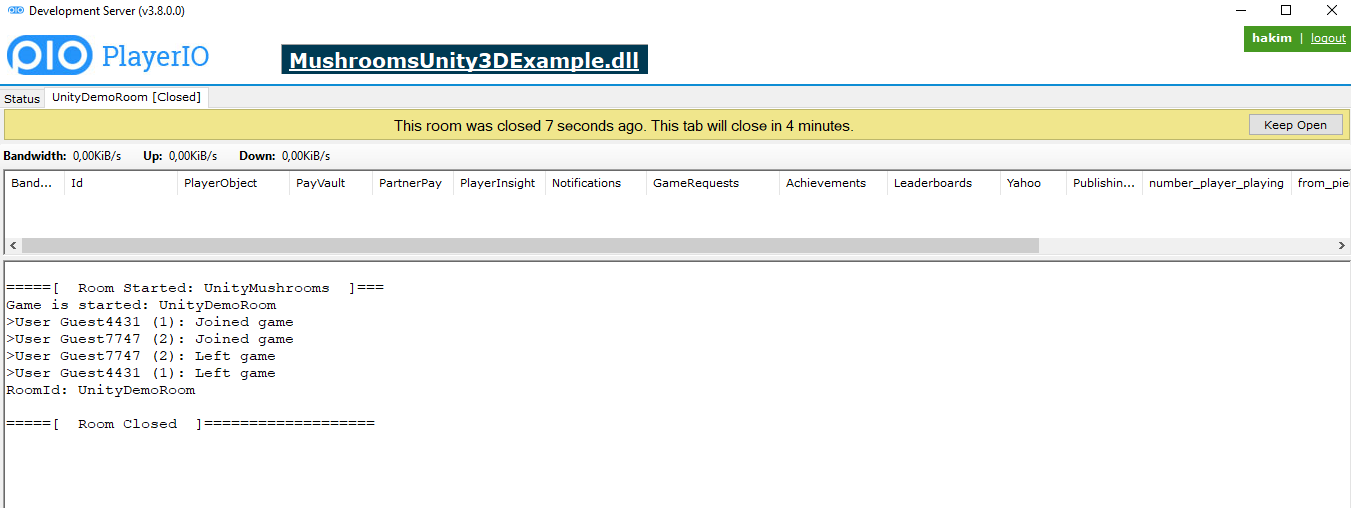 Development Server (v3.8.0.0)
hakim | logout
pio PlayerIO
MushroomsUnity3DExample.dll
Status
UnityDemoRoom [Closed]
This room was closed 7 seconds ago. This tab will close in 4 minutes.
Keep Open
Bandwidth: 0,00KiB/s Up: 0,00KiB/s Down: 0,00KiB/s
Band... Id PlayerObject PayVault PartnerPay PlayerInsight Notifications GameRequests Achievements Leaderboards Yahoo Publishin... number_player_playing from_pie
=====[  Room Started: UnityMushrooms  ]===
Game is started: UnityDemoRoom
>User Guest4431 (1): Joined game
>User Guest7747 (2): Joined game
>User Guest7747 (2): Left game
>User Guest4431 (1): Left game
RoomId: UnityDemoRoom
=====[  Room Closed  ]===================